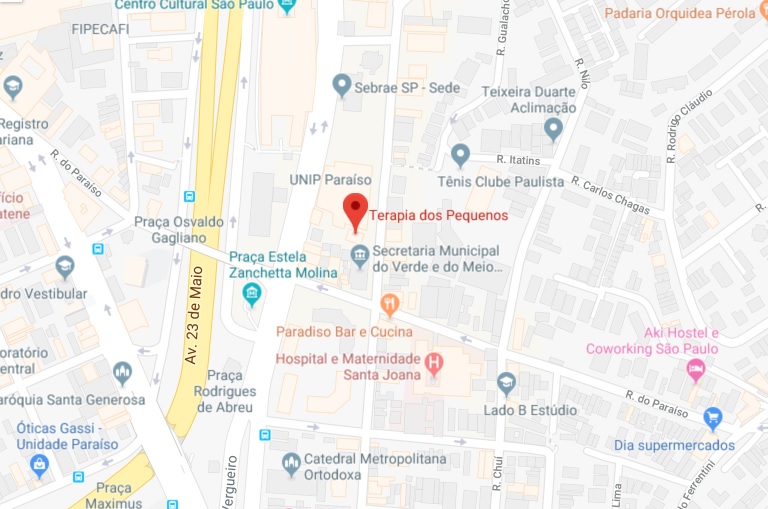 Centro Cultural São Paulo
FIPECAFI
Padaria Orquidea Pérola
R. Nilo
Sebrae SP - Sede
Teixeira Duarte
Aclimação
R. Rodrigo Cláudio
Registro
ariana
R. do Paraíso
UNIP Paraíso
R. Itatins
Tênis Clube Paulista
R. Carlos Chagas
Terapia dos Pequenos
Praça Osvaldo
Gagliano
Praça Estela
Zanchetta Molina
Secretaria Municipal
do Verde e do Meio...
dro Vestibular
Av. 23 de Maio
Paradiso Bar e Cucina
Aki Hostel e
Coworking São Paulo
Hospital e Maternidade
Santa Joana
oratório
entral
aróquia Santa Generosa
Praça
Rodrigues
de Abreu
Lado B Estúdio
R. do Paraíso
Óticas Gassi -
Unidade Paraíso
Dia supermercados
Catedral Metropolitana
Ortodoxa
R. Chuí
Lima
Praça
Maximus
ergueiro
do Ferrentini